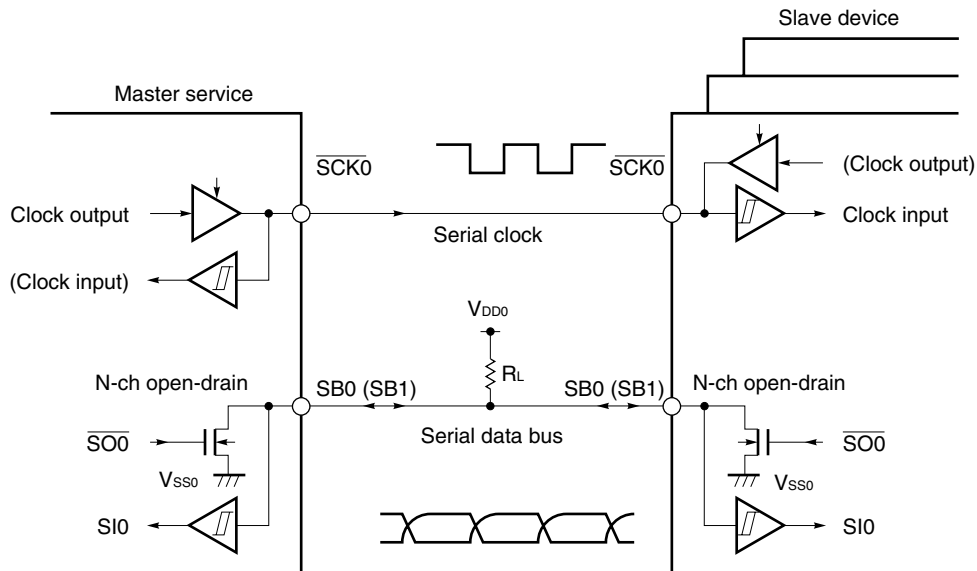 Slave device
Master service
SCK0
SCK0
(Clock output)
Clock output
Serial clock
Clock input
(Clock input)
VDD0
RL
N-ch open-drain
SB0 (SB1)
SB0 (SB1)
N-ch open-drain
SO0
Serial data bus
SO0
VSS0
VSS0
SI0
SI0